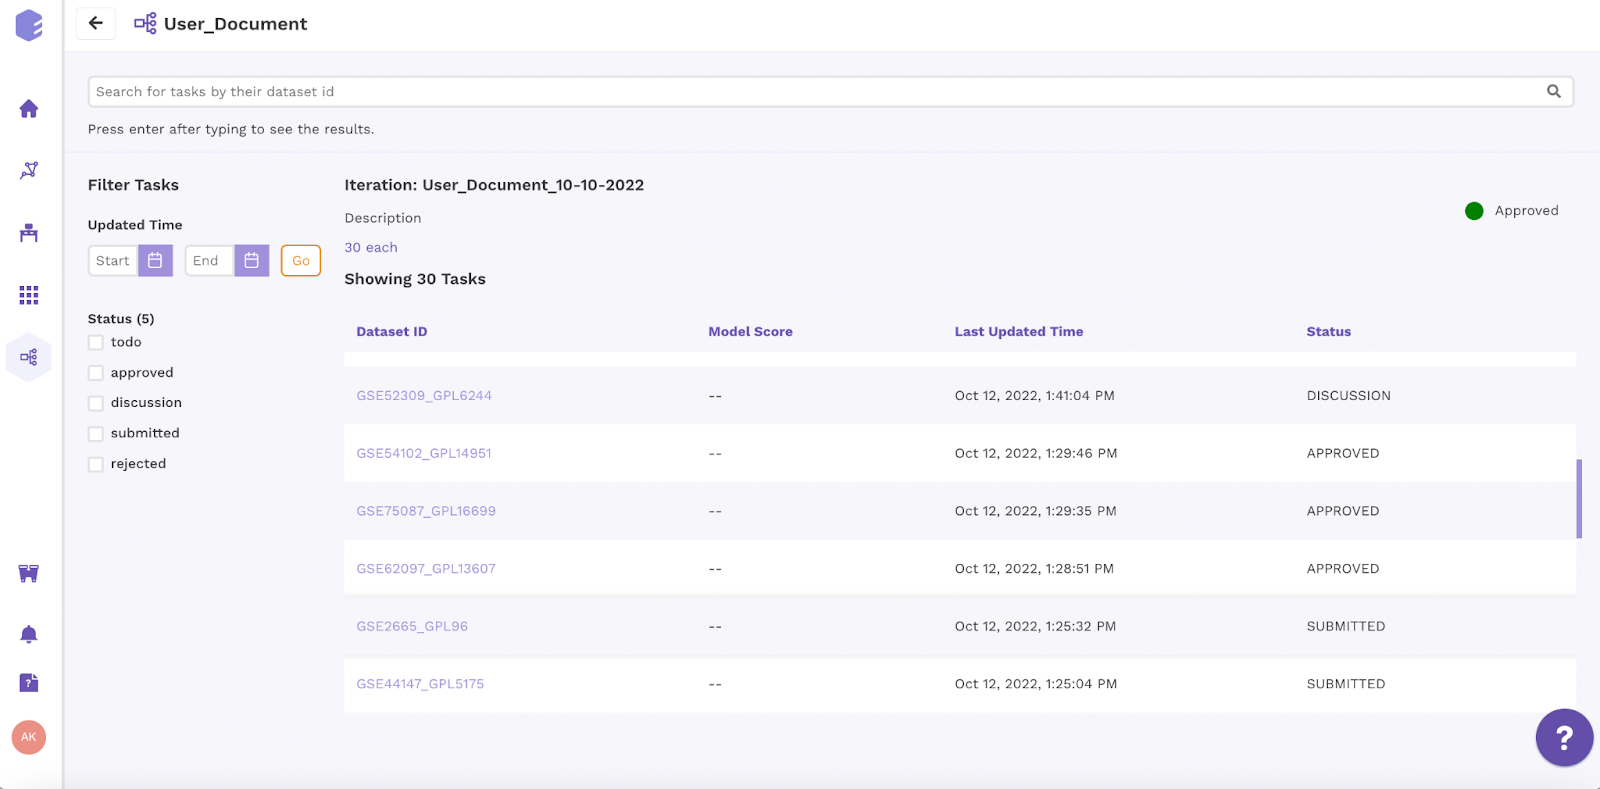 User_Document
Search for tasks by their dataset id
Press enter after typing to see the results.
Filter Tasks
Updated Time
Start
End
Go
Status (5)
todo
approved
discussion
submitted
rejected
Iteration: User_Document_10-10-2022
Description
30 each
Showing 30 Tasks
Approved
Dataset ID Model Score Last Updated Time Status
GSE52309_GPL6244 -- Oct 12, 2022, 1:41:04 PM DISCUSSION
GSE54102_GPL14951 -- Oct 12, 2022, 1:29:46 PM APPROVED
GSE75087_GPL16699 -- Oct 12, 2022, 1:29:35 PM APPROVED
GSE62097_GPL13607 -- Oct 12, 2022, 1:28:51 PM APPROVED
GSE2665_GPL96 -- Oct 12, 2022, 1:25:32 PM SUBMITTED
GSE44147_GPL5175 -- Oct 12, 2022, 1:25:04 PM SUBMITTED
?
AK
?